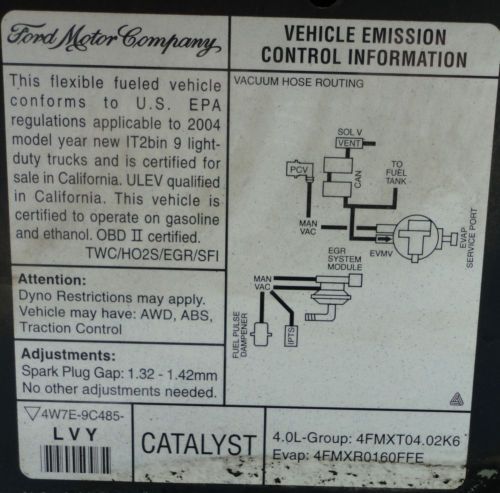 Ford Motor Company
This flexible fueled vehicle
conforms to U.S. EPA
regulations applicable to 2004
model year new IT2bin 9 light-
duty trucks and is certified for
sale in California. ULEV qualified
in California. This vehicle is
certified to operate on gasoline
and ethanol. OBD II certified.
TWC/HO2S/EGR/SFI
Attention:
Dyno Restrictions may apply.
Vehicle may have: AWD, ABS,
Traction Control
Adjustments:
Spark Plug Gap: 1.32 - 1.42mm
No other adjustments needed.
4W7E-9C485-
LVY
CATALYST
VEHICLE EMISSION
CONTROL INFORMATION
VACUUM HOSE ROUTING
SOL V
VENT
PCV
CAN
TO
FUEL
TANK
MAN
VAC
EVMV
EVAP
SERVICE PORT
EGR
SYSTEM
MODULE
MAN
VAC
FUEL PULSE
DAMPENER
IPTS
4.0L-Group: 4FMXT04.02K6
Evap: 4FMXR0160FFE